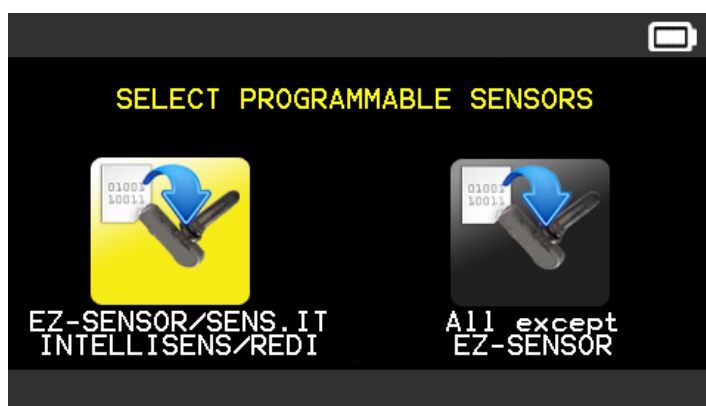 SELECT PROGRAMMABLE SENSORS
01001
10011
01001
10011
EZ-SENSOR/SENS.IT
INTELLISENS/REDI
All except
EZ-SENSOR